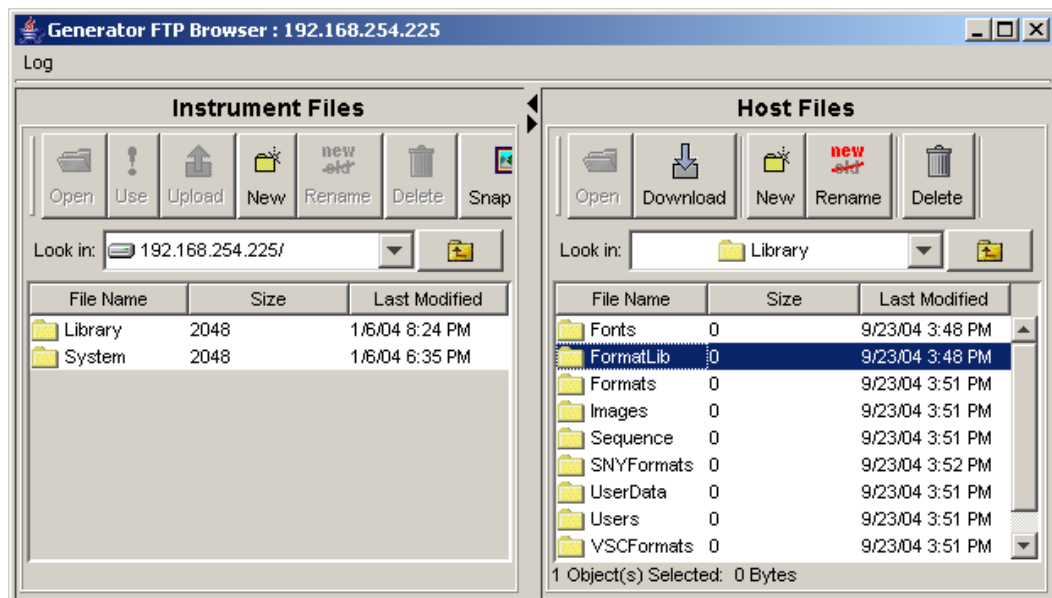 Generator FTP Browser : 192.168.254.225
Log
Instrument Files
Open Use Upload New new old Rename Delete Snap
Look in: 192.168.254.225/
File Name Size Last Modified
Library 2048 1/6/04 8:24 PM
System 2048 1/6/04 6:35 PM
Host Files
Open Download New new old Rename Delete
Look in: Library
File Name Size Last Modified
Fonts 0 9/23/04 3:48 PM
FormatLib 0 9/23/04 3:48 PM
Formats 0 9/23/04 3:51 PM
Images 0 9/23/04 3:51 PM
Sequence 0 9/23/04 3:51 PM
SNYFormats 0 9/23/04 3:52 PM
UserData 0 9/23/04 3:51 PM
Users 0 9/23/04 3:51 PM
VSCFormats 0 9/23/04 3:51 PM
1 Object(s) Selected: 0 Bytes